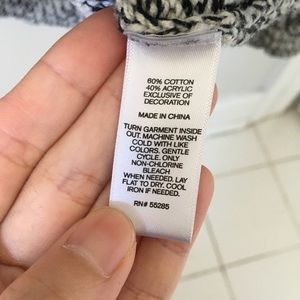 60% COTTON
40% ACRYLIC
EXCLUSIVE OF
DECORATION
MADE IN CHINA
TURN GARMENT INSIDE
OUT. MACHINE WASH
COLD WITH LIKE
COLORS. GENTLE
CYCLE. ONLY
NON-CHLORINE
BLEACH
WHEN NEEDED. LAY
FLAT TO DRY. COOL
IRON IF NEEDED.
RN# 55285